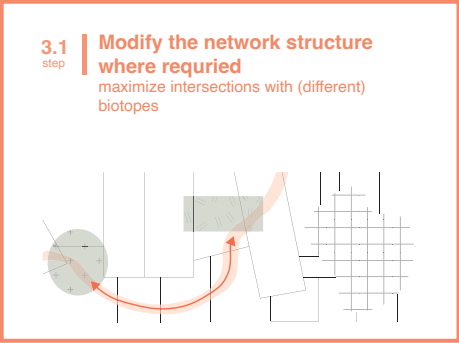 3.1
step
Modify the network structure
where requried
maximize intersections with (different)
biotopes